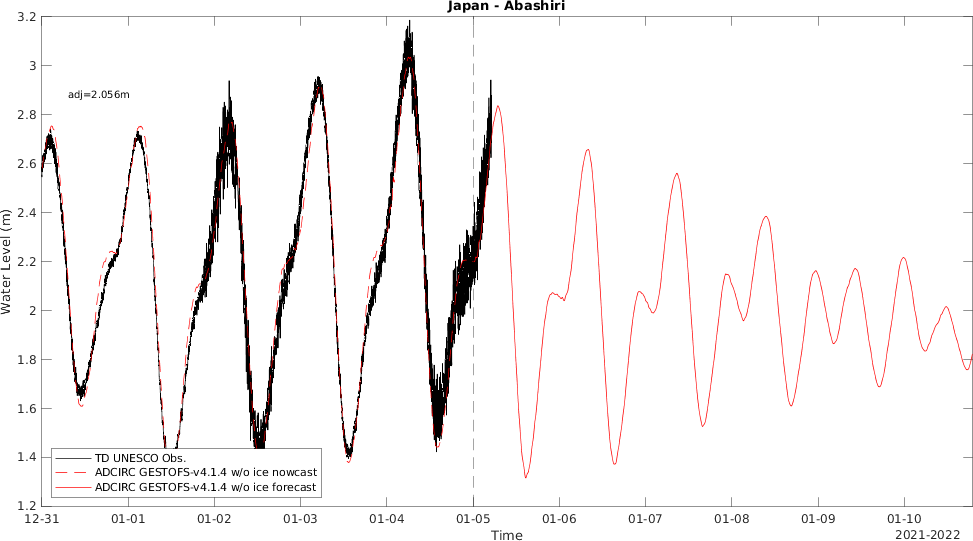 Japan - Abashiri
3.2
3
2.8
2.6
2.4
2.2
2
1.8
1.6
1.4
1.2
Water Level (m)
adj=2.056m
TD UNESCO Obs.
ADCIRC GESTOFS-v4.1.4 w/o ice nowcast
ADCIRC GESTOFS-v4.1.4 w/o ice forecast
12-31 01-01 01-02 01-03 01-04 01-05 01-06 01-07 01-08 01-09 01-10
Time
2021-2022